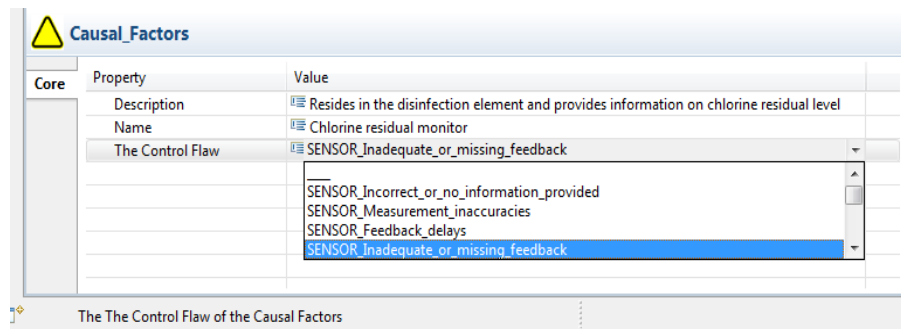 Causal_Factors
Core
Property Value
Description Resides in the disinfection element and provides information on chlorine residual level
Name Chlorine residual monitor
The Control Flaw SENSOR_Inadequate_or_missing_feedback
___
SENSOR_Incorrect_or_no_information_provided
SENSOR_Measurement_inaccuracies
SENSOR_Feedback_delays
SENSOR_Inadequate_or_missing_feedback
The The Control Flaw of the Causal Factors